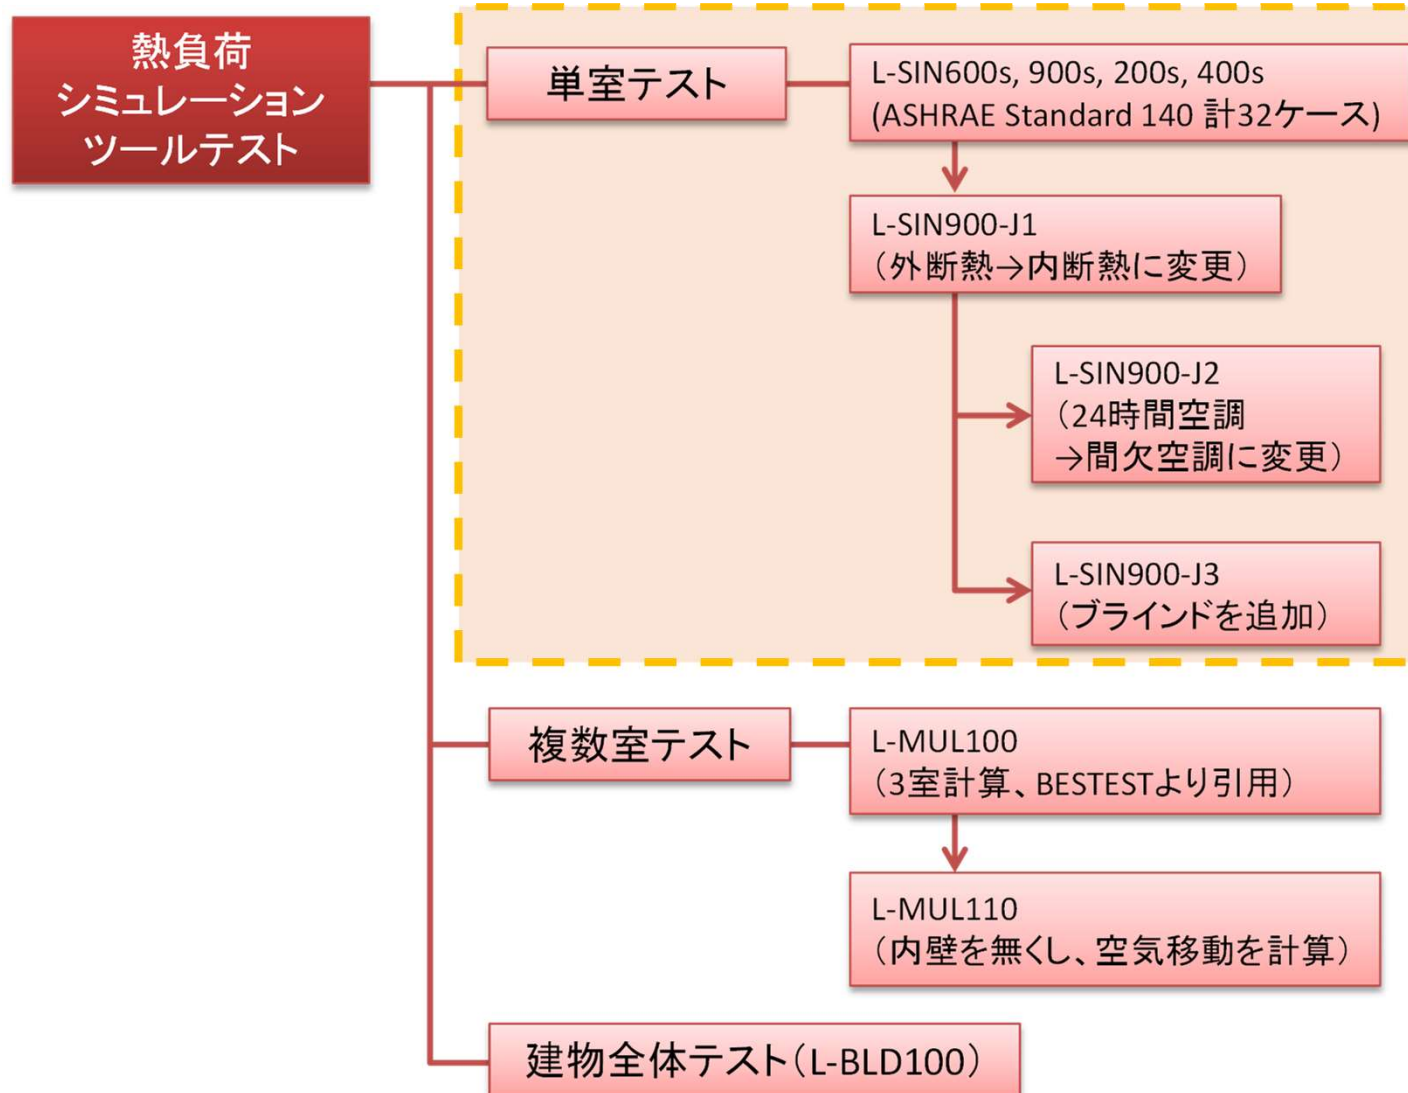 熱負荷
シミュレーション
ツールテスト
単室テスト
L-SIN600s, 900s, 200s, 400s
(ASHRAE Standard 140 計32ケース)
L-SIN900-J1
（外断熱→内断熱に変更）
L-SIN900-J2
（24時間空調
→間欠空調に変更）
L-SIN900-J3
（ブラインドを追加）
複数室テスト
L-MUL100
（3室計算、BESTESTより引用）
L-MUL110
（内壁を無くし、空気移動を計算）
建物全体テスト（L-BLD100）